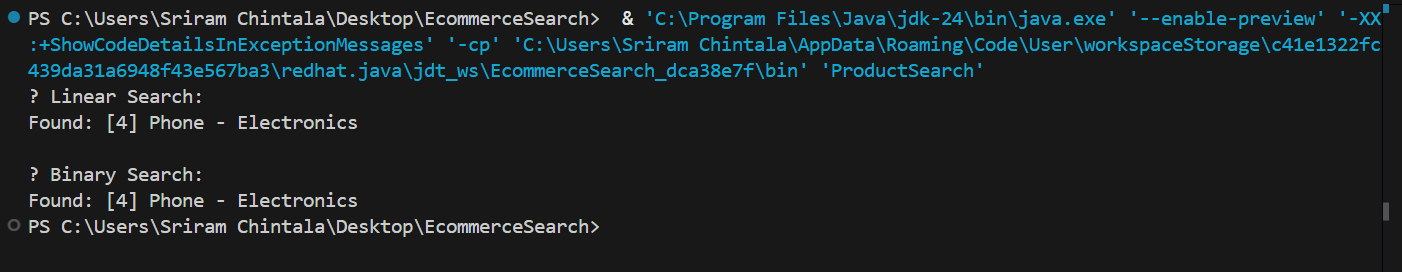 PS C:\Users\Sriram Chintala\Desktop\EcommerceSearch>  & 'C:\Program Files\Java\jdk-24\bin\java.exe' '--enable-preview' '-XX
:+ShowCodeDetailsInExceptionMessages' '-cp' 'C:\Users\Sriram Chintala\AppData\Roaming\Code\User\workspaceStorage\c41e1322fc
439da31a6948f43e567ba3\redhat.java\jdt_ws\EcommerceSearch_dca38e7f\bin' 'ProductSearch'
? Linear Search:
Found: [4] Phone - Electronics

? Binary Search:
Found: [4] Phone - Electronics
PS C:\Users\Sriram Chintala\Desktop\EcommerceSearch>